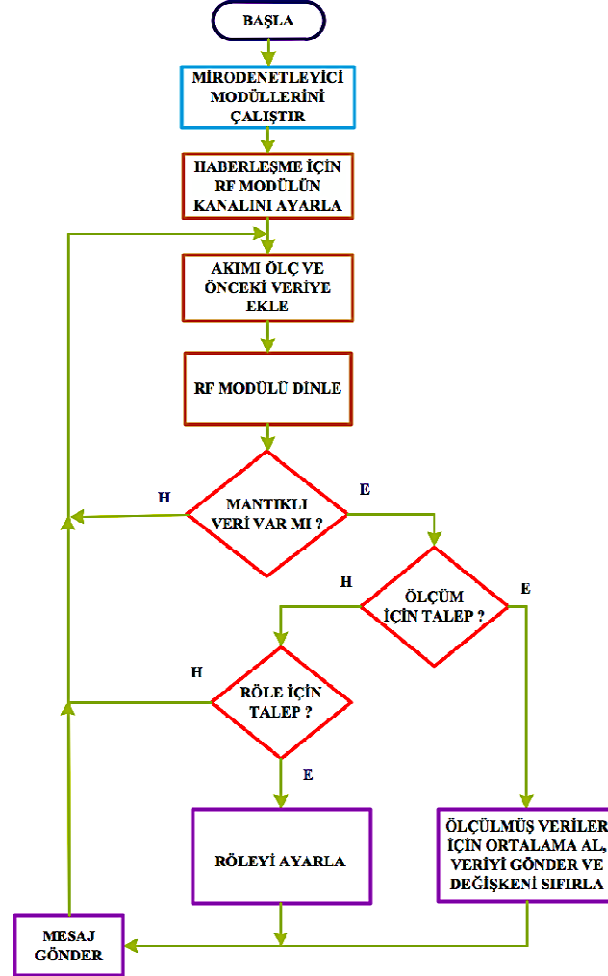 BAŞLA
MİRODENETLEYİCİ
MODÜLLERİNİ
ÇALIŞTIR
HABERLEŞME İÇİN
RF MODÜLÜN
KANALINI AYARLA
AKIMI ÖLÇ VE
ÖNCEKİ VERİYE
EKLE
RF MODÜLÜ DİNLE
H
E
MANTIKLI
VERİ VAR MI ?
H
E
ÖLÇÜM
İÇİN TALEP ?
H
RÖLE İÇİN
TALEP ?
E
RÖLEYİ AYARLA
ÖLÇÜLMÜŞ VERİLER
İÇİN ORTALAMA AL,
VERİYİ GÖNDER VE
DEĞİŞKENİ SIFIRLA
MESAJ
GÖNDER